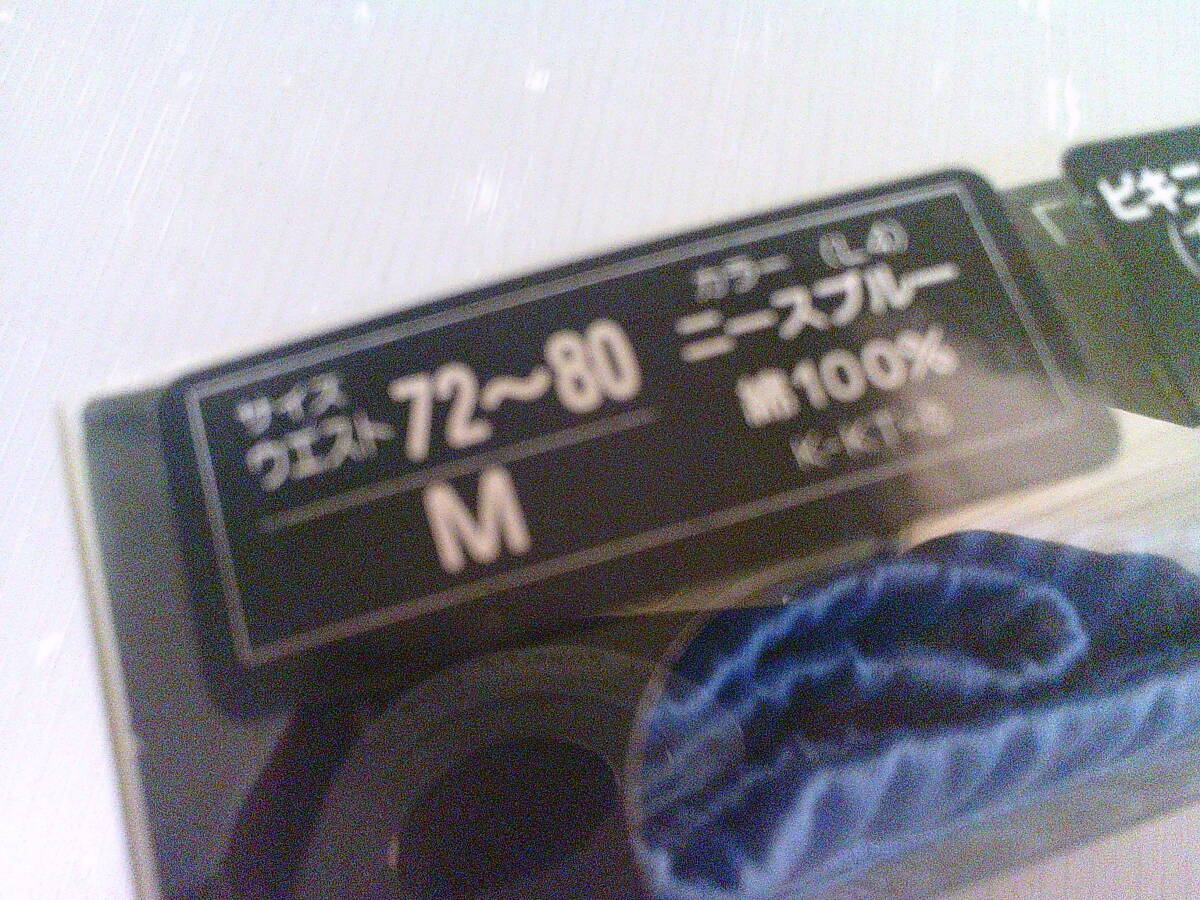 サイズ
ウエスト 72〜80
M
カラー (L4)
ニースブルー
綿100%
ビキニ